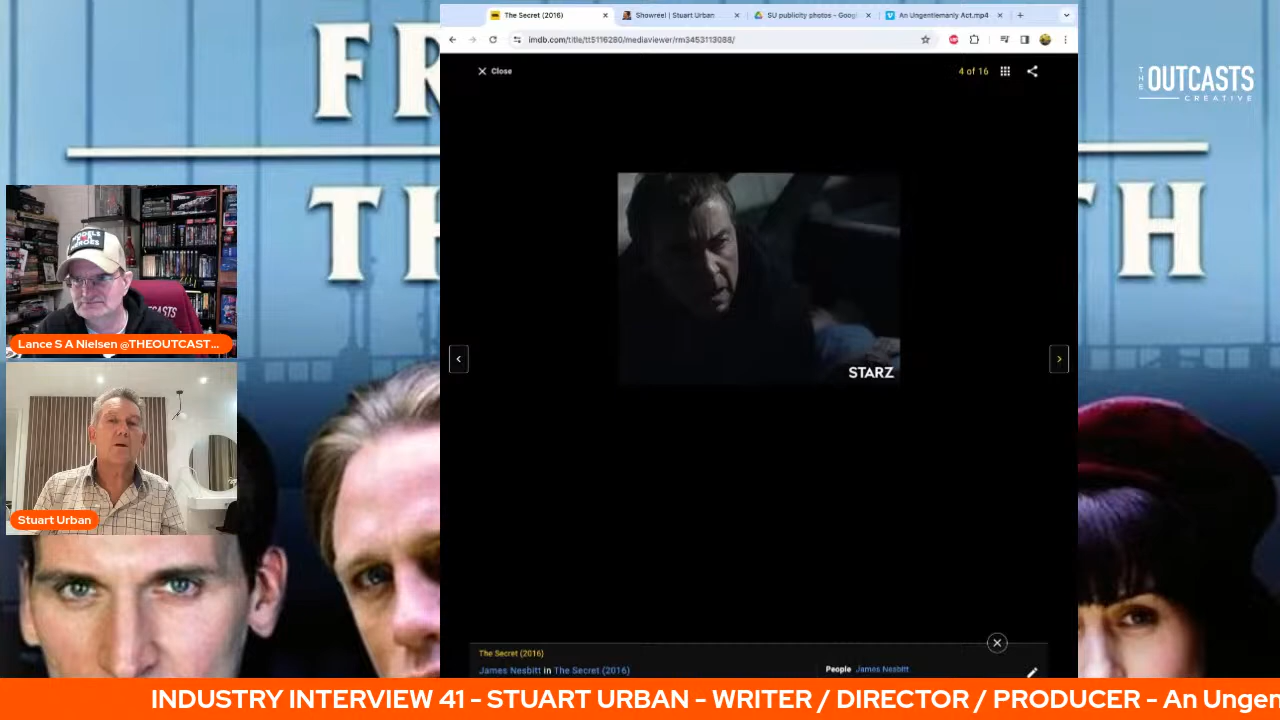 The Secret (2016)
Showreel | Stuart Urban
SU publicity photos - Googl
An Ungentlemanly Act.mp4
imdb.com/title/tt5116280/mediaviewer/rm3453113088/
Close
4 of 16
THE
OUTCASTS
CREATIVE
FR
TH
TH
STARZ
Lance S A Nielsen @THEOUTCAST...
Stuart Urban
The Secret (2016)
James Nesbitt in The Secret (2016)
People James Nesbitt
INDUSTRY INTERVIEW 41 - STUART URBAN - WRITER / DIRECTOR / PRODUCER - An Ungen